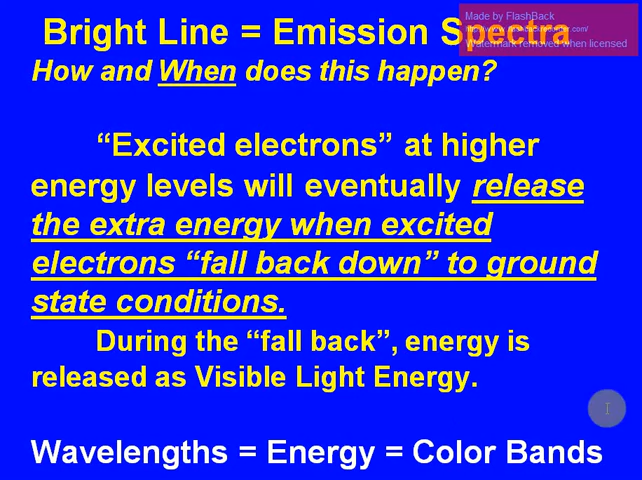 Bright Line = Emission Spectra
Made by FlashBack
Watermark removed when licensed
How and When does this happen?
“Excited electrons” at higher
energy levels will eventually release
the extra energy when excited
electrons “fall back down” to ground
state conditions.
During the “fall back”, energy is
released as Visible Light Energy.
Wavelengths = Energy = Color Bands